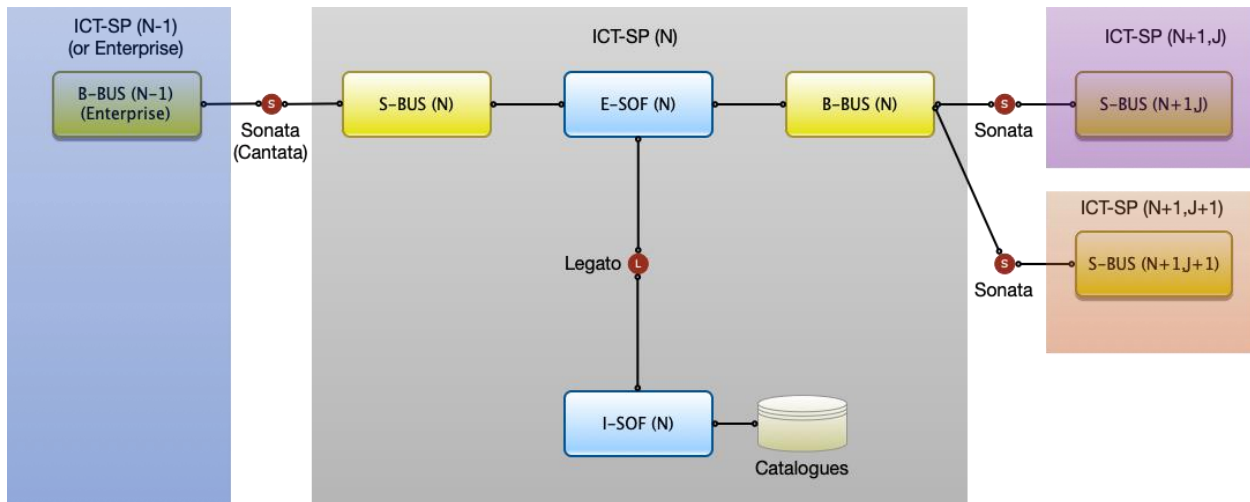 ICT-SP (N-1)
(or Enterprise)
B-BUS (N-1)
(Enterprise)
S
Sonata
(Cantata)
ICT-SP (N)
S-BUS (N)
E-SOF (N)
B-BUS (N)
Legato
L
I-SOF (N)
Catalogues
S
Sonata
ICT-SP (N+1,J)
S-BUS (N+1,J)
S
Sonata
ICT-SP (N+1,J+1)
S-BUS (N+1,J+1)